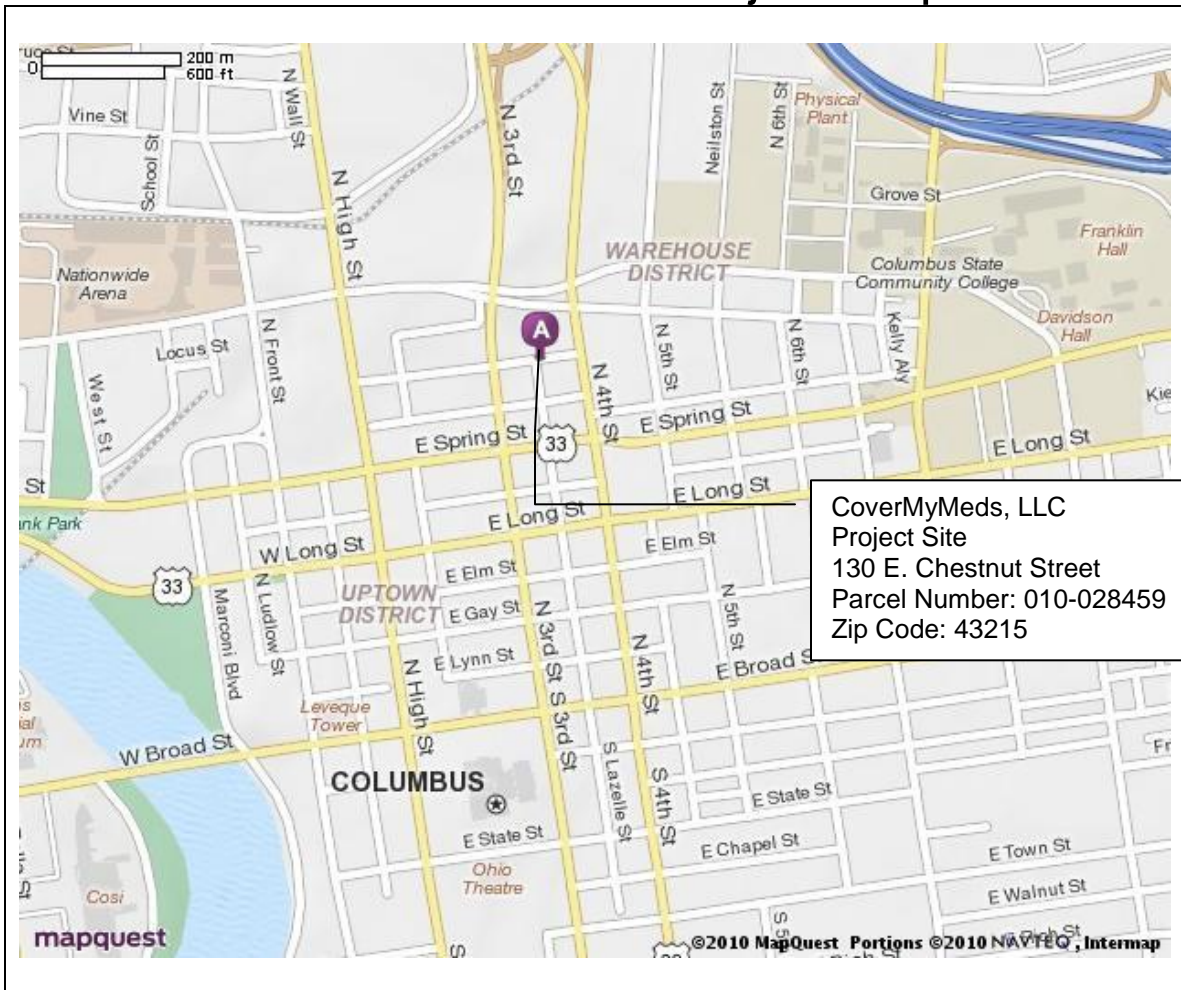 200 m
0
600 ft
Vine St
School St
N Wall St
N High St
N 3rd St
Neilston St
N 6th St
Physical
Plant
Grove St
Franklin
Hall
WAREHOUSE
DISTRICT
Columbus State
Community College
Nationwide
Arena
Davidson
Hall
N Front St
Locus St
A
N 5th St
N 6th St
Kelly Aly
West St
N 4th St
E Spring St
33
E Spring St
E Long St
St
E Long St
E Long St
W Long St
E Elm St
E Elm St
33
UPTOWN
DISTRICT
N Ludlow St
Marconi Blvd
E Gay St
E Lynn St
N 3rd St
N 5th St
N 4th St
CoverMyMeds, LLC
Project Site
130 E. Chestnut Street
Parcel Number: 010-028459
Zip Code: 43215
E Broad S
N High St
Leveque
Tower
W Broad St
S 3rd St
S Lazelle St
S 4th St
COLUMBUS
E State St
E State St
E Chapel St
E Town St
Ohio
Theatre
E Walnut St
Cosi
mapquest
©2010 MapQuest Portions ©2010 NAVTEQ, Intermap